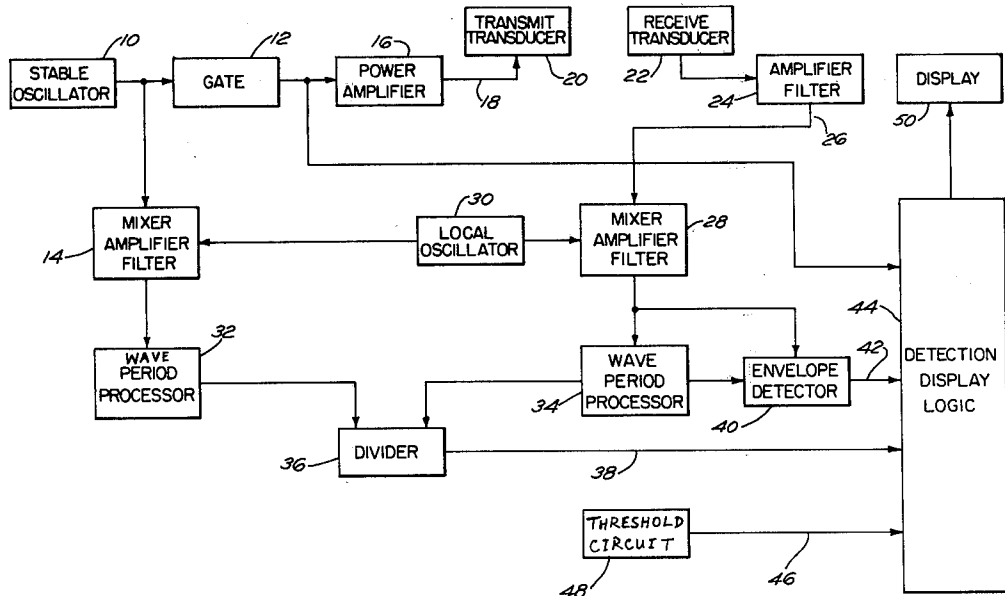 10
STABLE
OSCILLATOR
12
GATE
16
POWER
AMPLIFIER
18
TRANSMIT
TRANSDUCER
20
RECEIVE
TRANSDUCER
22
AMPLIFIER
FILTER
24
26
DISPLAY
50
MIXER
AMPLIFIER
FILTER
14
30
LOCAL
OSCILLATOR
MIXER
AMPLIFIER
FILTER
28
WAVE
PERIOD
PROCESSOR
32
WAVE
PERIOD
PROCESSOR
34
ENVELOPE
DETECTOR
40
42
44
DETECTION
DISPLAY
LOGIC
DIVIDER
36
38
THRESHOLD
CIRCUIT
48
46